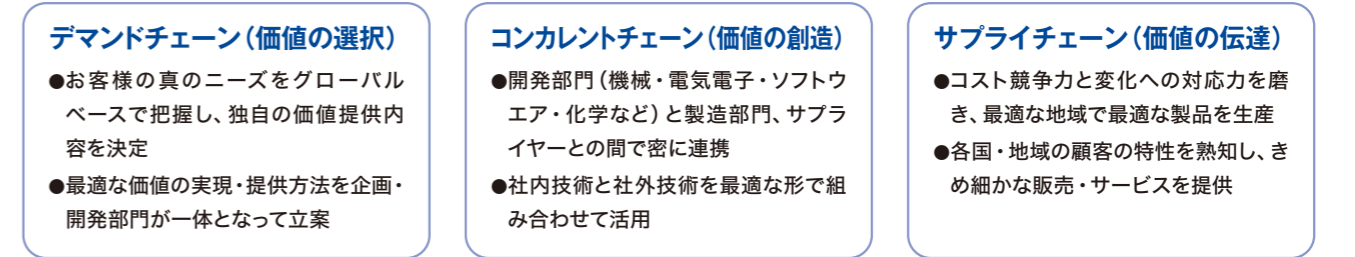 デマンドチェーン（価値の選択）
●お客様の真のニーズをグローバル
ベースで把握し、独自の価値提供内
容を決定
●最適な価値の実現・提供方法を企画・
開発部門が一体となって立案
コンカレントチェーン（価値の創造）
●開発部門（機械・電気電子・ソフトウ
エア・化学など）と製造部門、サプラ
イヤーとの間で密に連携
●社内技術と社外技術を最適な形で組
み合わせて活用
サプライチェーン（価値の伝達）
●コスト競争力と変化への対応力を磨
き、最適な地域で最適な製品を生産
●各国・地域の顧客の特性を熟知し、き
め細かな販売・サービスを提供